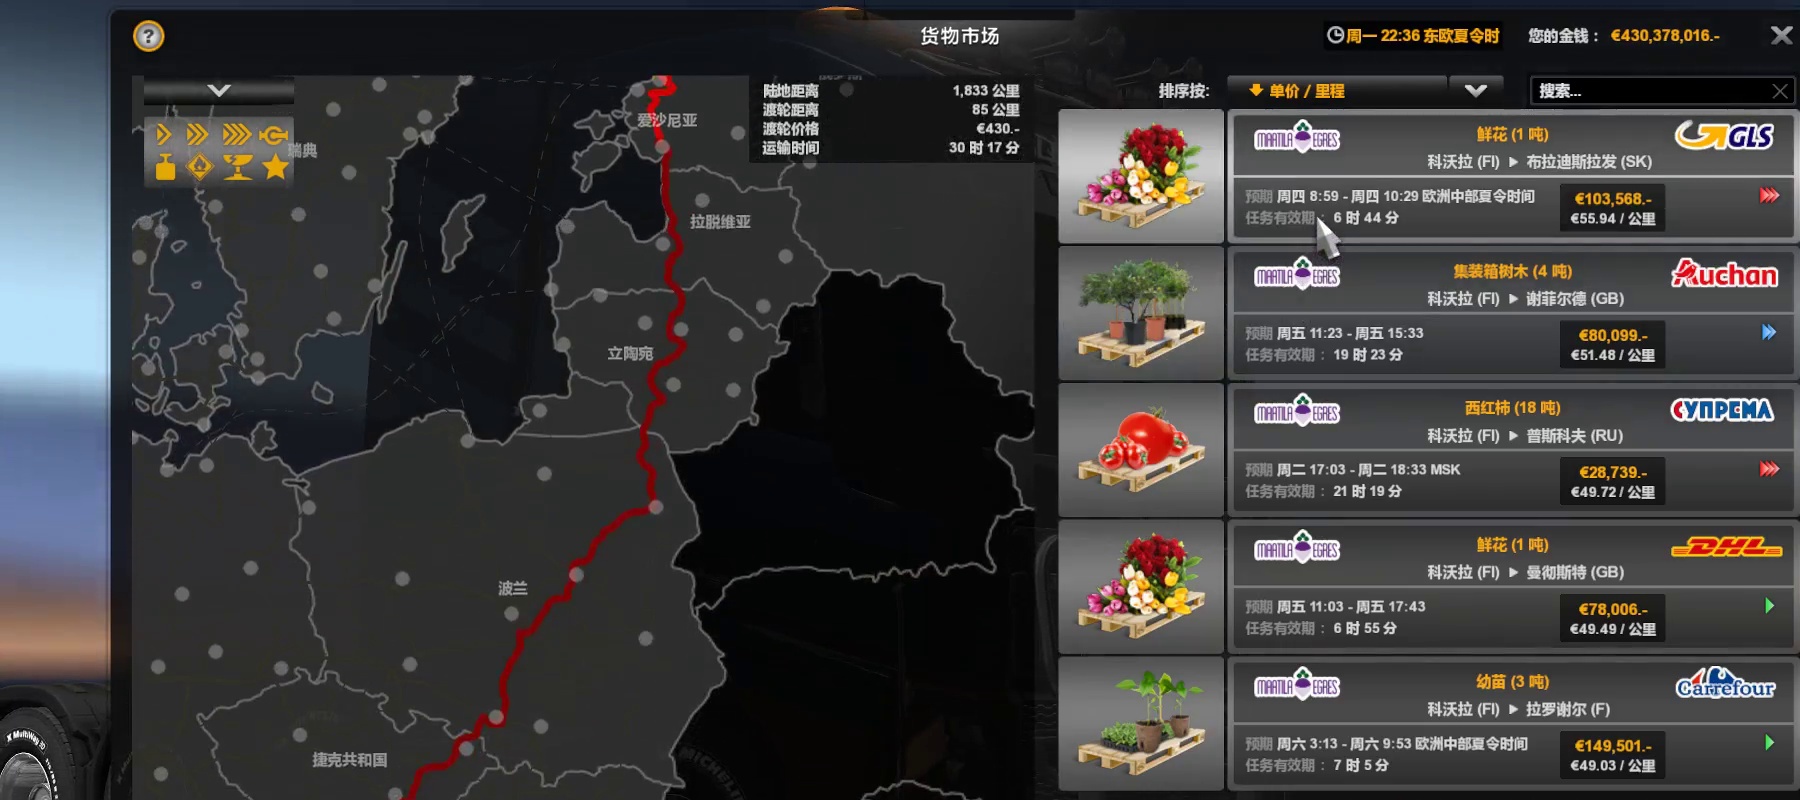 ?
货物市场
周一 22:36 东欧夏令时
您的金钱： €430,378,016.-
陆地距离 1,833 公里
渡轮距离 85 公里
渡轮价格 €430.-
运输时间 30 时 17 分
排序按:
单价 / 里程
搜索...
爱沙尼亚
瑞典
拉脱维亚
立陶宛
波兰
捷克共和国
MARTTILA EGRES
鲜花 (1 吨)
GLS
科沃拉 (FI) ▶ 布拉迪斯拉发 (SK)
预期 周四 8:59 - 周四 10:29 欧洲中部夏令时间
任务有效期： 6 时 44 分
€103,568.-
€55.94 / 公里
MARTTILA EGRES
集装箱树木 (4 吨)
Auchan
科沃拉 (FI) ▶ 谢菲尔德 (GB)
预期 周五 11:23 - 周五 15:33
任务有效期： 19 时 23 分
€80,099.-
€51.48 / 公里
MARTTILA EGRES
西红柿 (18 吨)
СУПРЕМА
科沃拉 (FI) ▶ 普斯科夫 (RU)
预期 周二 17:03 - 周二 18:33 MSK
任务有效期： 21 时 19 分
€28,739.-
€49.72 / 公里
MARTTILA EGRES
鲜花 (1 吨)
DHL
科沃拉 (FI) ▶ 曼彻斯特 (GB)
预期 周五 11:03 - 周五 17:43
任务有效期： 6 时 55 分
€78,006.-
€49.49 / 公里
MARTTILA EGRES
幼苗 (3 吨)
Carrefour
科沃拉 (FI) ▶ 拉罗谢尔 (F)
预期 周六 3:13 - 周六 9:53 欧洲中部夏令时间
任务有效期： 7 时 5 分
€149,501.-
€49.03 / 公里